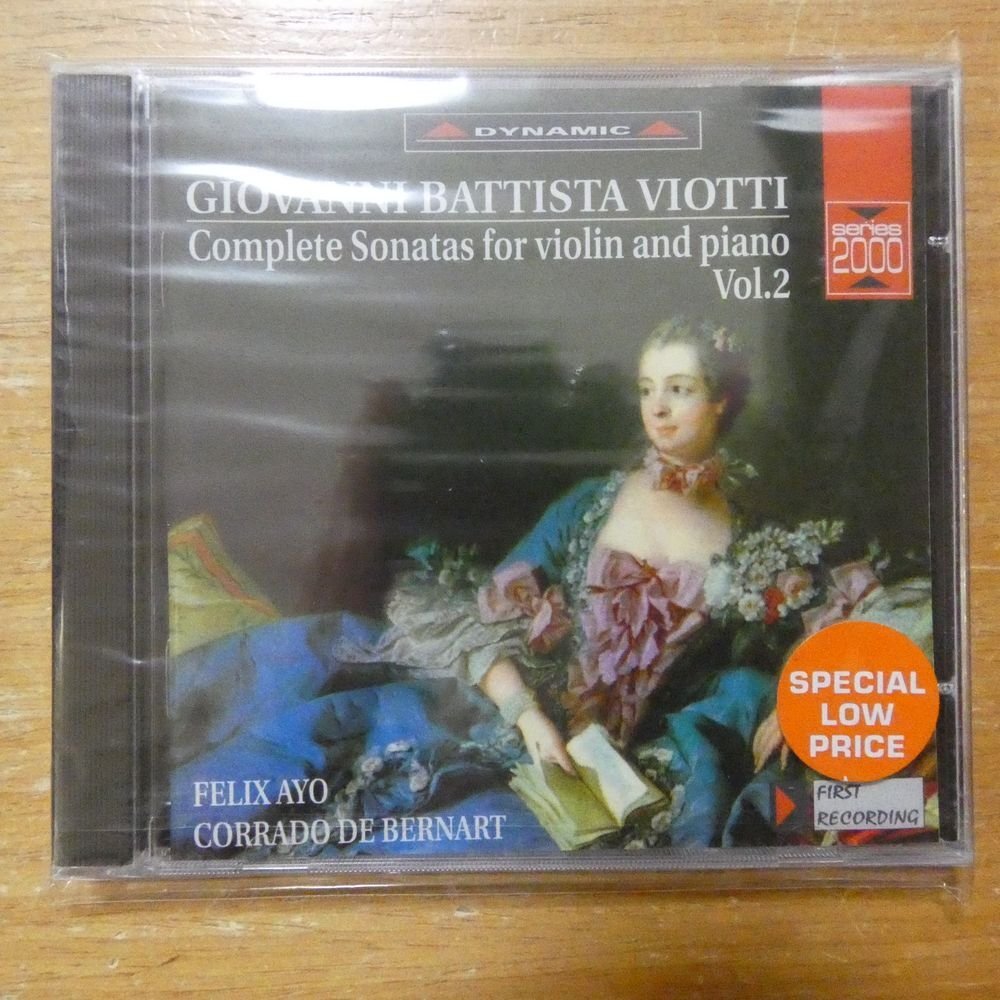 DYNAMIC
GIOVANNI BATTISTA VIOTTI
Complete Sonatas for violin and piano
Vol.2
series
2000
SPECIAL
LOW
PRICE
FIRST
RECORDING
FELIX AYO
CORRADO DE BERNART